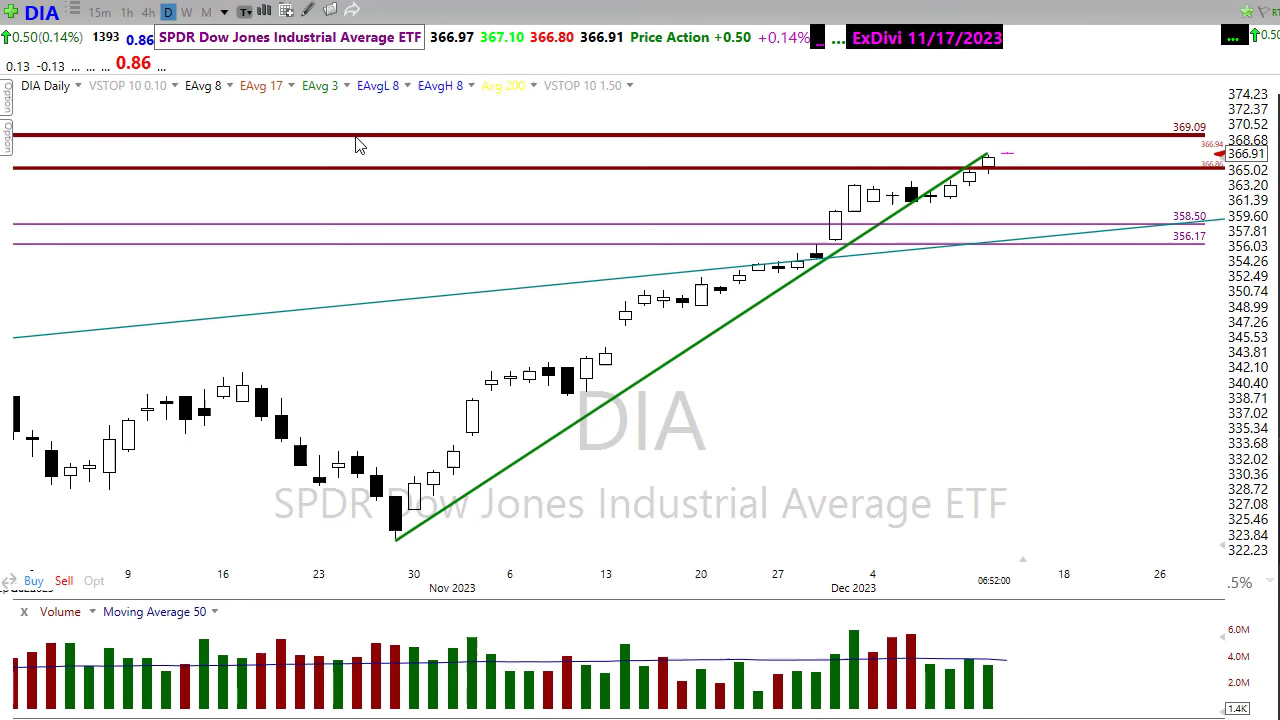 DIA
15m 1h 4h D W M T
0.50(0.14%) 1393 0.86 SPDR Dow Jones Industrial Average ETF 366.97 367.10 366.80 366.91 Price Action +0.50 +0.14% ... ... ExDivi 11/17/2023 ... 0.50
0.13 -0.13 ... ... 0.86 ...
DIA Daily VSTOP 10 0.10 EAvg 8 EAvg 17 EAvg 3 EAvgL 8 EAvgH 8 Avg 200 VSTOP 10 1.50
Option
Option
374.23
372.37
370.52
369.09
368.68
366.94
366.91
366.86
365.02
363.20
361.39
359.60
358.50
357.81
356.17
356.03
354.26
352.49
350.74
348.99
347.26
345.53
343.81
342.10
340.40
338.71
337.02
335.34
333.68
332.02
330.36
328.72
327.08
325.46
323.84
322.23
DIA
SPDR Dow Jones Industrial Average ETF
Buy Sell Opt
9 16 23 30 6 13 20 27 4 06:52:00 18 26
Nov 2023 Dec 2023
.5%
x Volume Moving Average 50
6.0M
4.0M
2.0M
1.4K